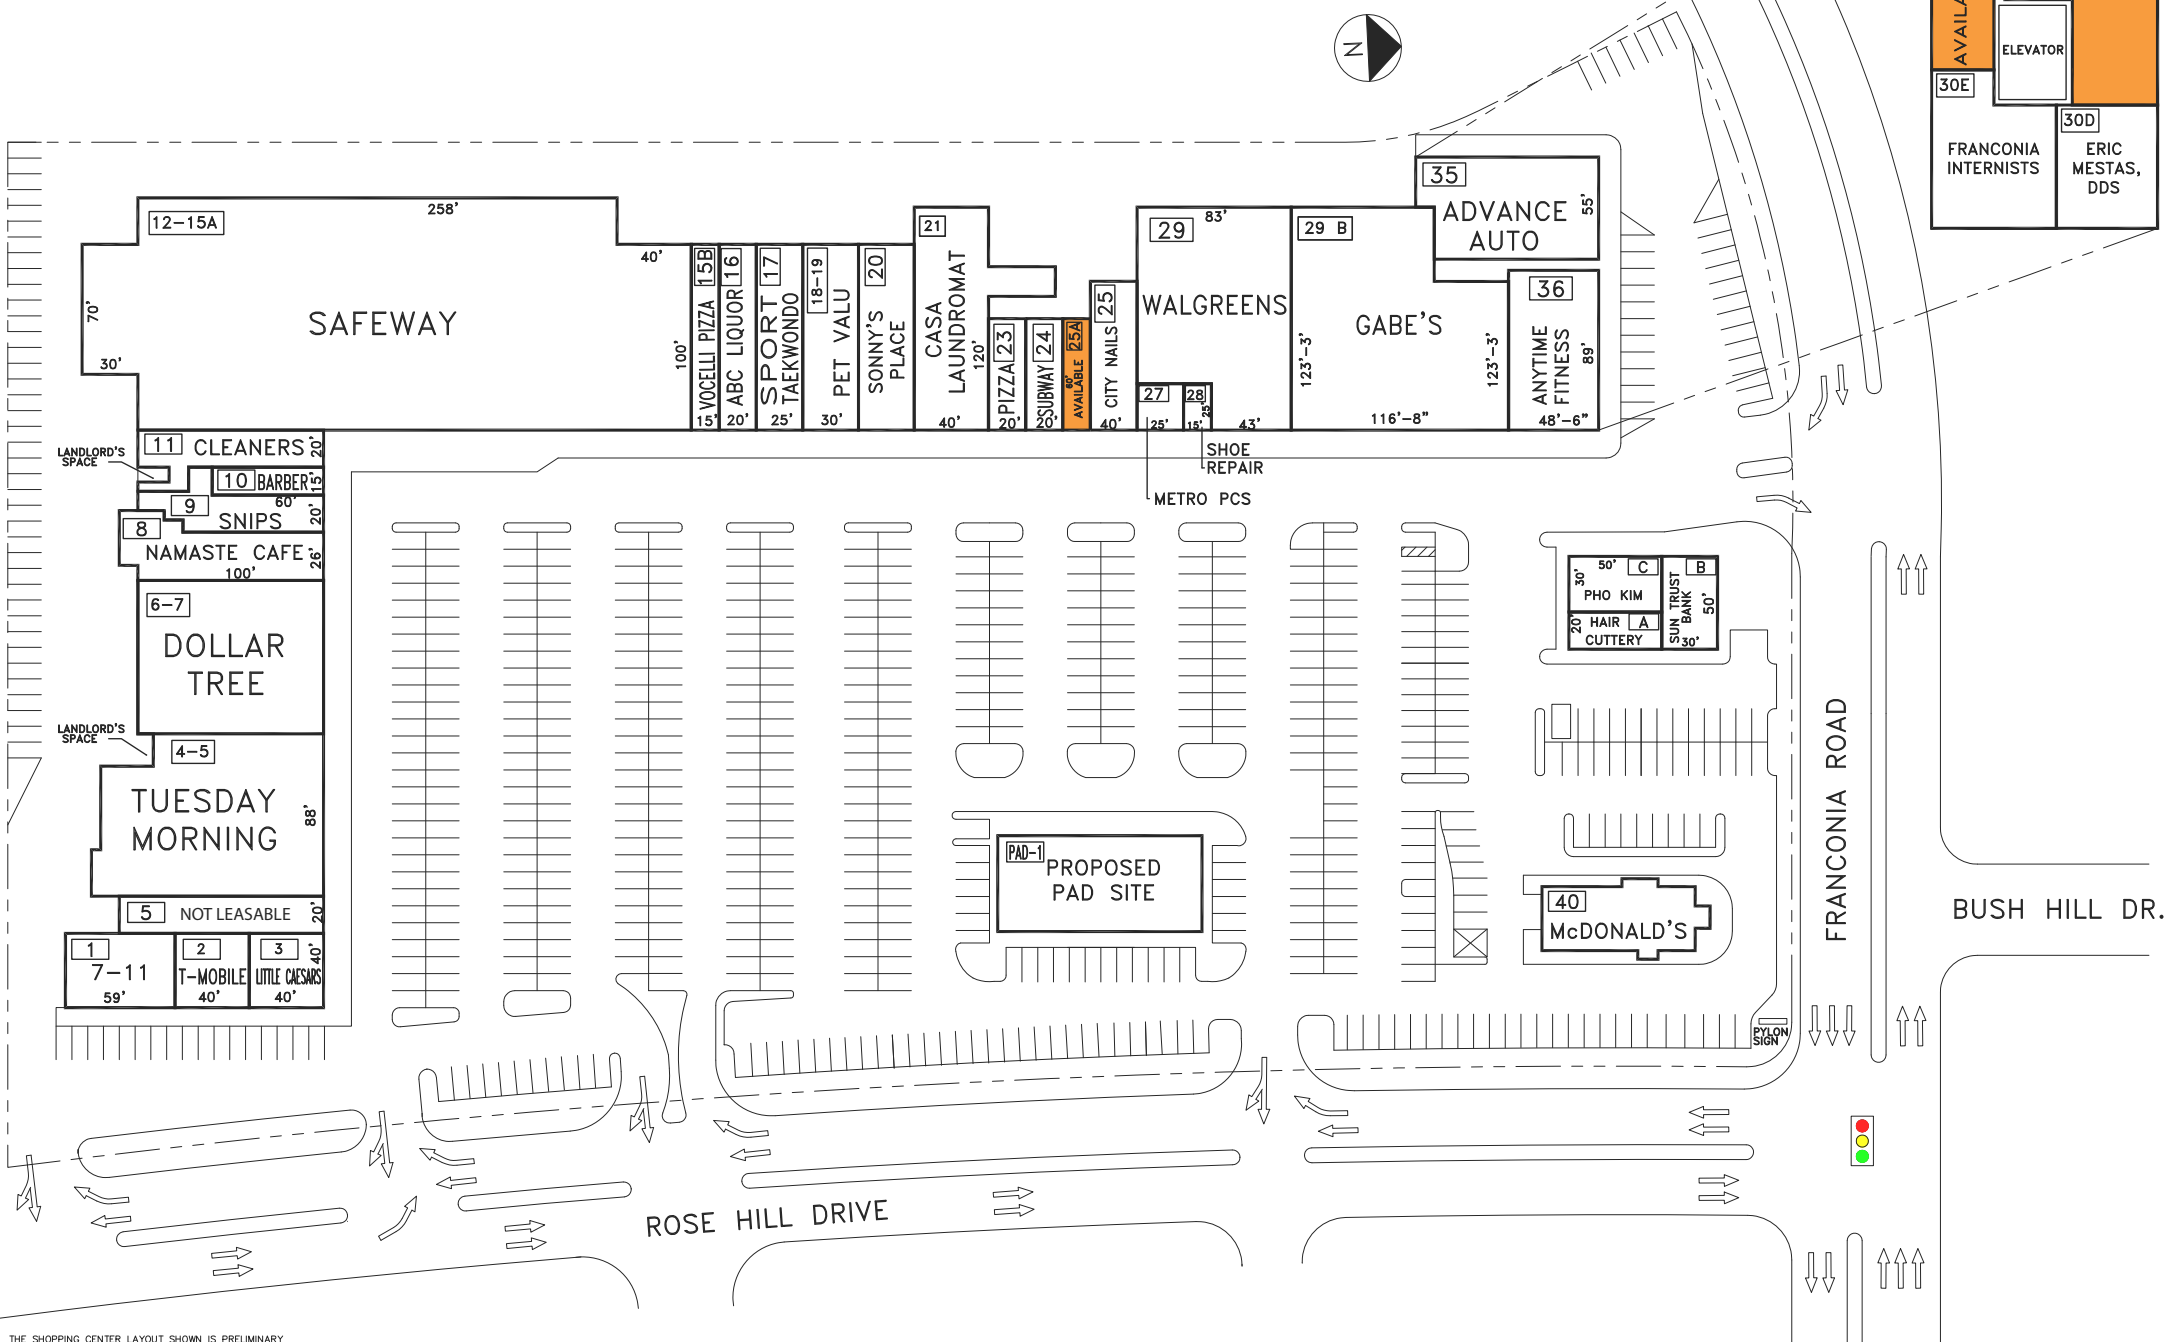 N
AVAILA
ELEVATOR
30E
FRANCONIA
INTERNISTS
30D
ERIC
MESTAS,
DDS
12-15A
258'
40'
70'
30'
SAFEWAY
100'
15B
VOCELLI PIZZA
15'
16
ABC LIQUOR
20'
17
SPORT
TAEKWONDO
25'
18-19
PET VALU
30'
20
SONNY'S
PLACE
21
CASA
LAUNDROMAT
120'
40'
23
PIZZA
20'
24
SUBWAY
20'
25A
AVAILABLE
60'
25
CITY NAILS
40'
29
83'
WALGREENS
27
25'
28
25'
15'
43'
SHOE
REPAIR
METRO PCS
29 B
GABE'S
123'-3'
123'-3'
116'-8"
35
ADVANCE
AUTO
55'
36
ANYTIME
FITNESS
89'
48'-6"
11
CLEANERS
20'
LANDLORD'S
SPACE
10
BARBER
15'
60'
9
SNIPS
20'
8
NAMASTE CAFE
26'
100'
6-7
DOLLAR
TREE
LANDLORD'S
SPACE
4-5
TUESDAY
MORNING
88'
5
NOT LEASABLE
20'
1
7-11
59'
2
T-MOBILE
40'
3
LITTLE CAESARS
40'
40'
PAD-1
PROPOSED
PAD SITE
50'
C
30'
PHO KIM
20'
HAIR
CUTTERY
A
B
SUN TRUST
BANK
50'
30'
40
McDONALD'S
PYLON
SIGN
FRANCONIA ROAD
BUSH HILL DR.
ROSE HILL DRIVE
THE SHOPPING CENTER LAYOUT SHOWN IS PRELIMINARY